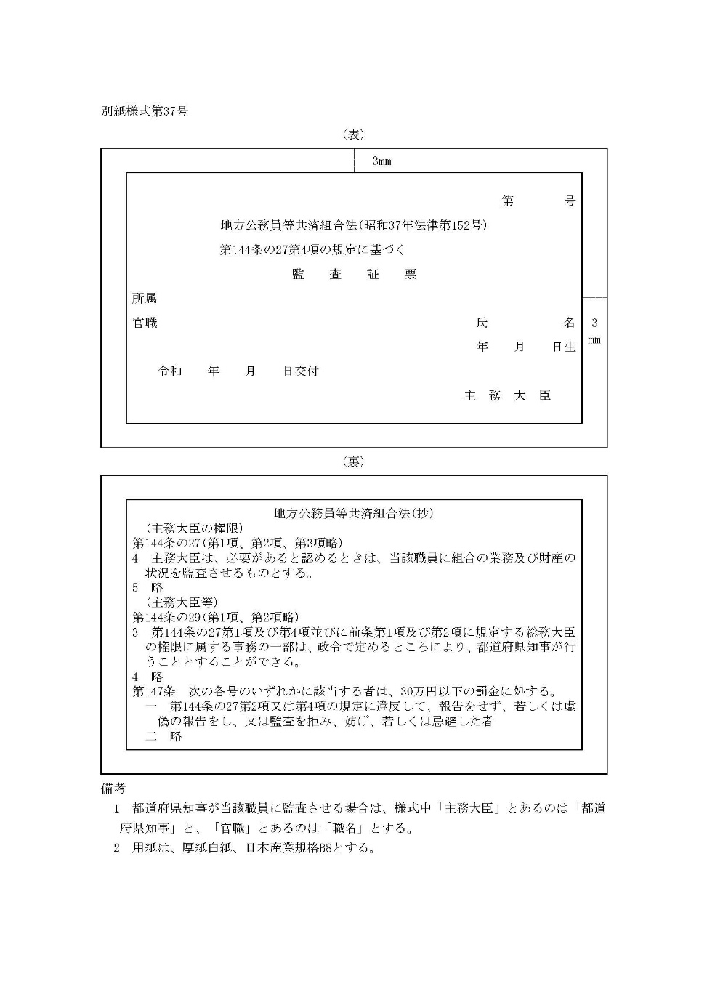 別紙様式第37号
(表)
3mm
第　　　　号
地方公務員等共済組合法(昭和37年法律第152号)
第144条の27第4項の規定に基づく
監　　査　　証　　票
所属
官職　　　　　　　　　　氏　　　　　　名
3
mm
年　　月　　日生
令和　　年　　月　　日交付
主　務　大　臣
(裏)
地方公務員等共済組合法(抄)
(主務大臣の権限)
第144条の27(第1項、第2項、第3項略)
4　主務大臣は、必要があると認めるときは、当該職員に組合の業務及び財産の
状況を監査させるものとする。
5　略
(主務大臣等)
第144条の29(第1項、第2項略)
3　第144条の27第1項及び第4項並びに前条第1項及び第2項に規定する総務大臣
の権限に属する事務の一部は、政令で定めるところにより、都道府県知事が行
うこととすることができる。
4　略
第147条　次の各号のいずれかに該当する者は、30万円以下の罰金に処する。
一　第144条の27第2項又は第4項の規定に違反して、報告をせず、若しくは虚
偽の報告をし、又は監査を拒み、妨げ、若しくは忌避した者
二　略
備考
1　都道府県知事が当該職員に監査させる場合は、様式中「主務大臣」とあるのは「都道
府県知事」と、「官職」とあるのは「職名」とする。
2　用紙は、厚紙白紙、日本産業規格B8とする。